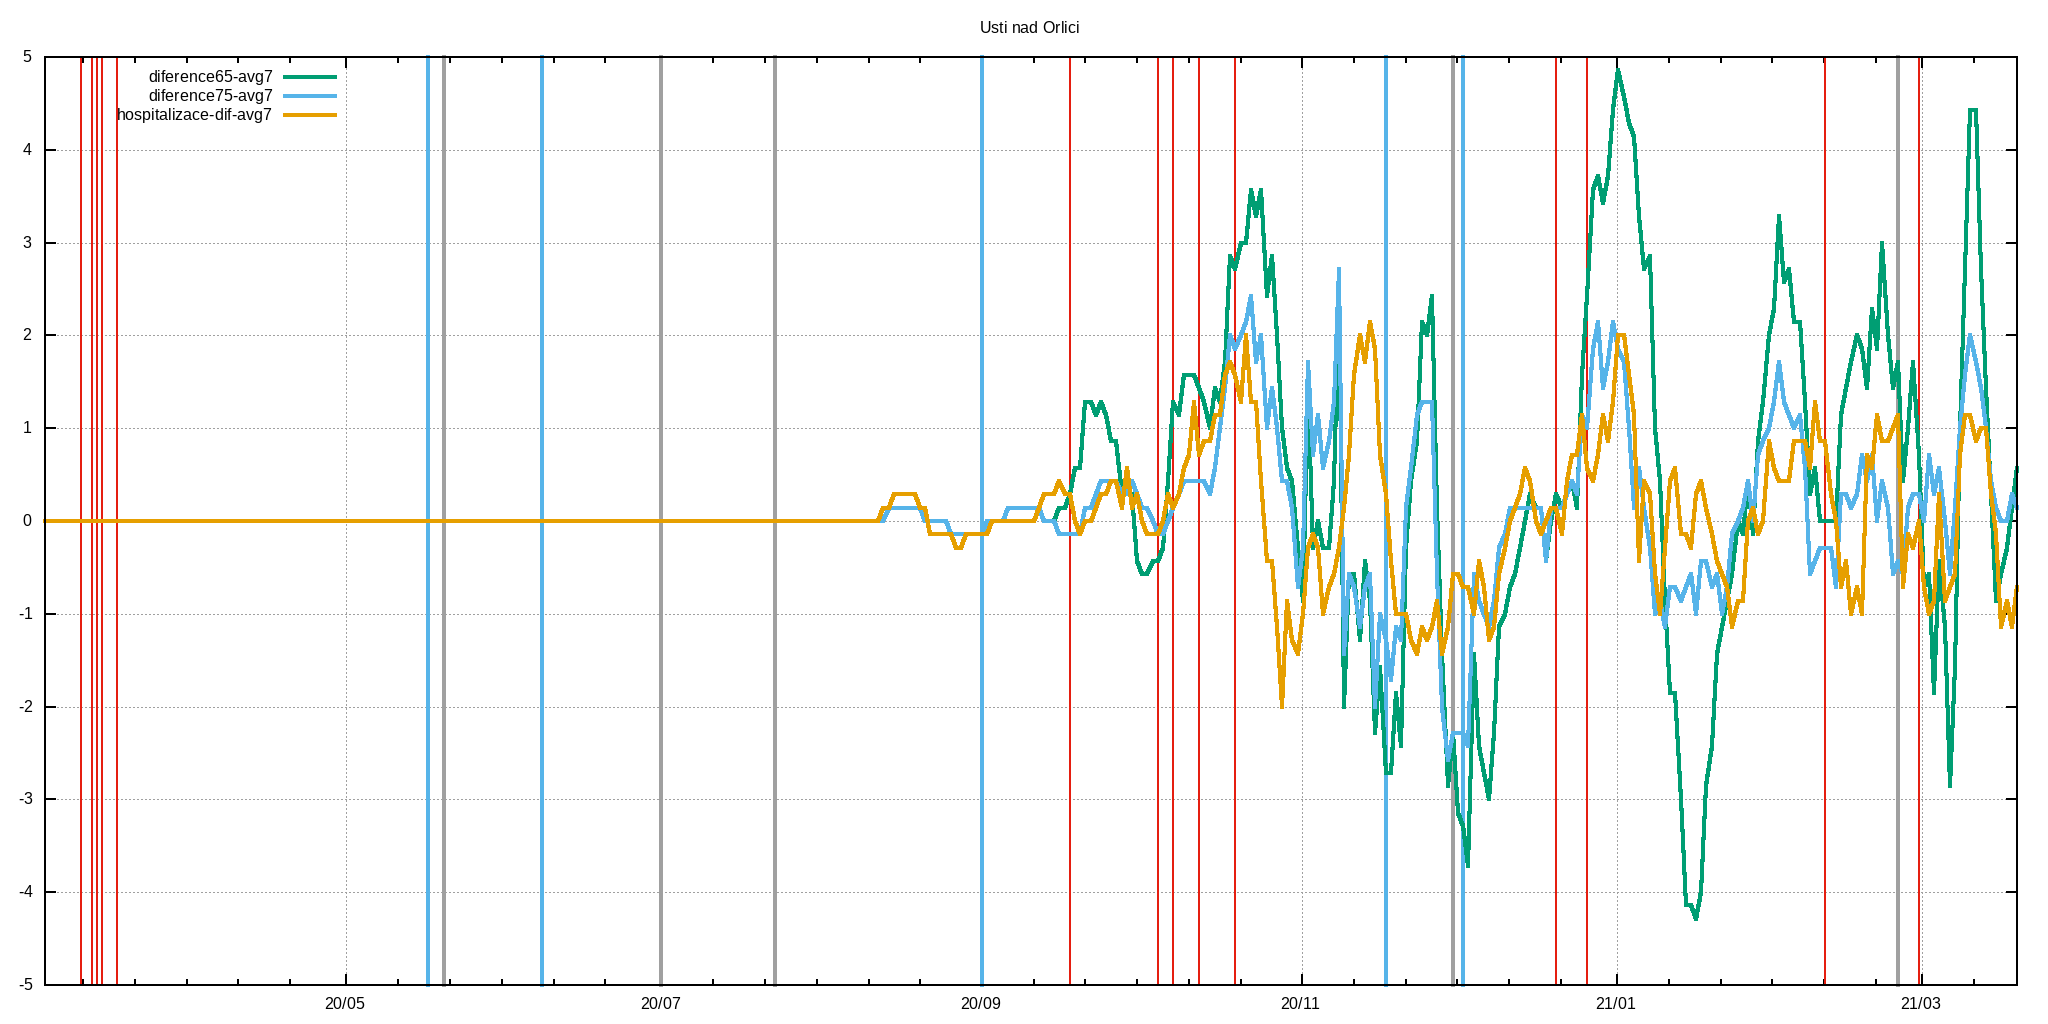 Usti nad Orlici
5
diference65-avg7
diference75-avg7
hospitalizace-dif-avg7
4
3
2
1
0
-1
-2
-3
-4
-5
20/05 20/07 20/09 20/11 21/01 21/03